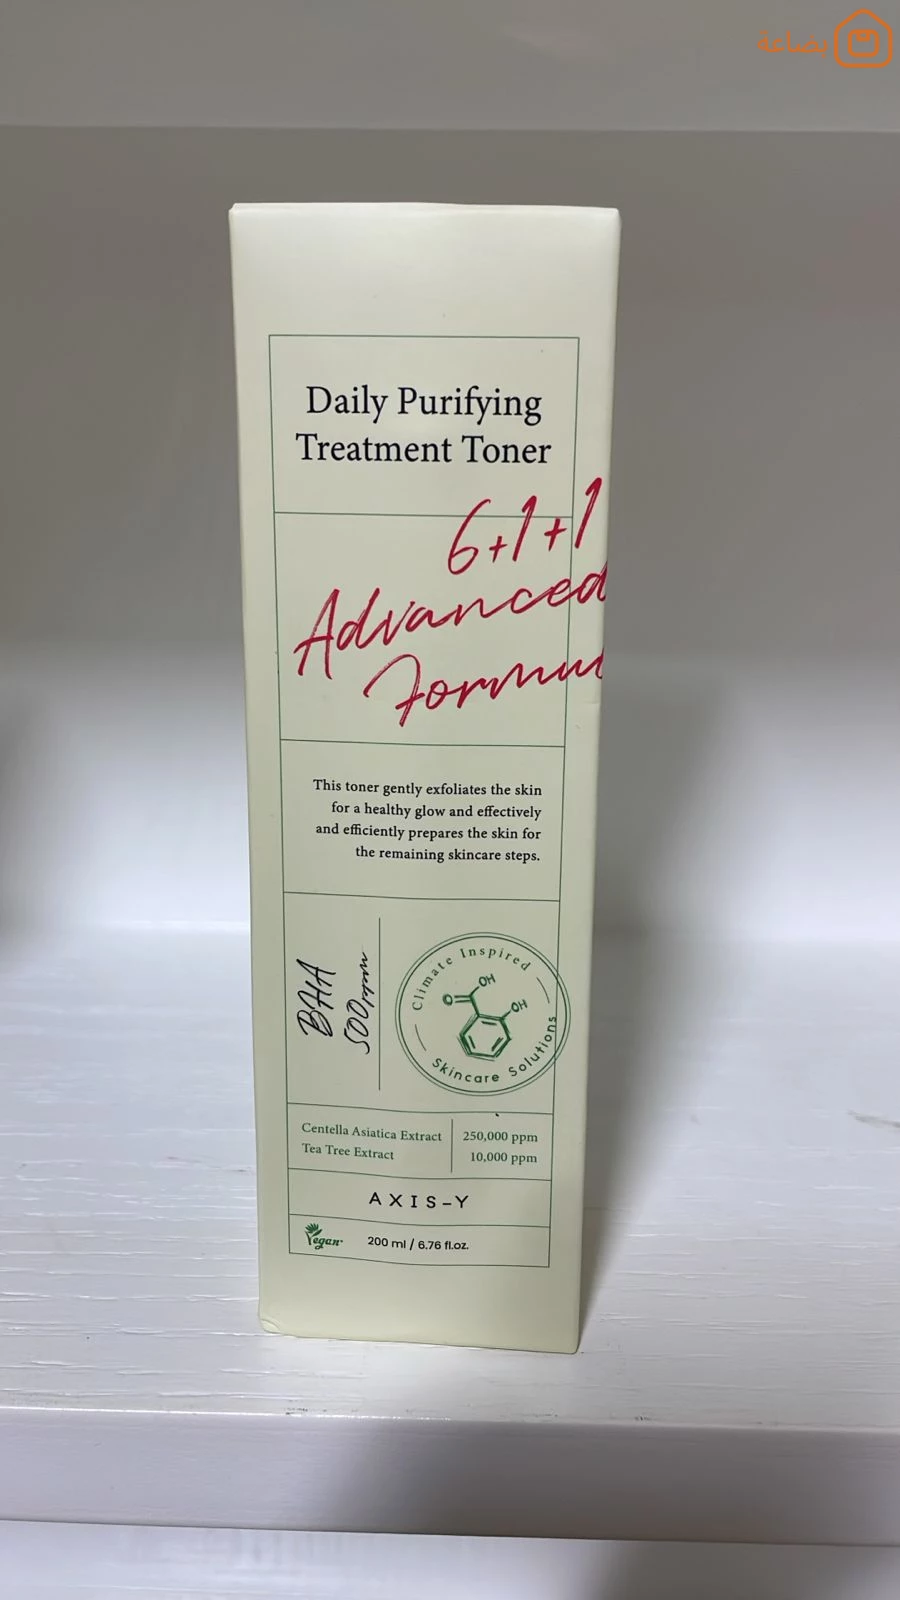 بضاعة
Daily Purifying
Treatment Toner
6+1+1
Advanced
Formul
This toner gently exfoliates the skin
for a healthy glow and effectively
and efficiently prepares the skin for
the remaining skincare steps.
BHA
500ppm
Climate Inspired
O OH
OH
Skincare Solutions
Centella Asiatica Extract 250,000 ppm
Tea Tree Extract 10,000 ppm
AXIS-Y
Vegan
200 ml / 6.76 fl.oz.